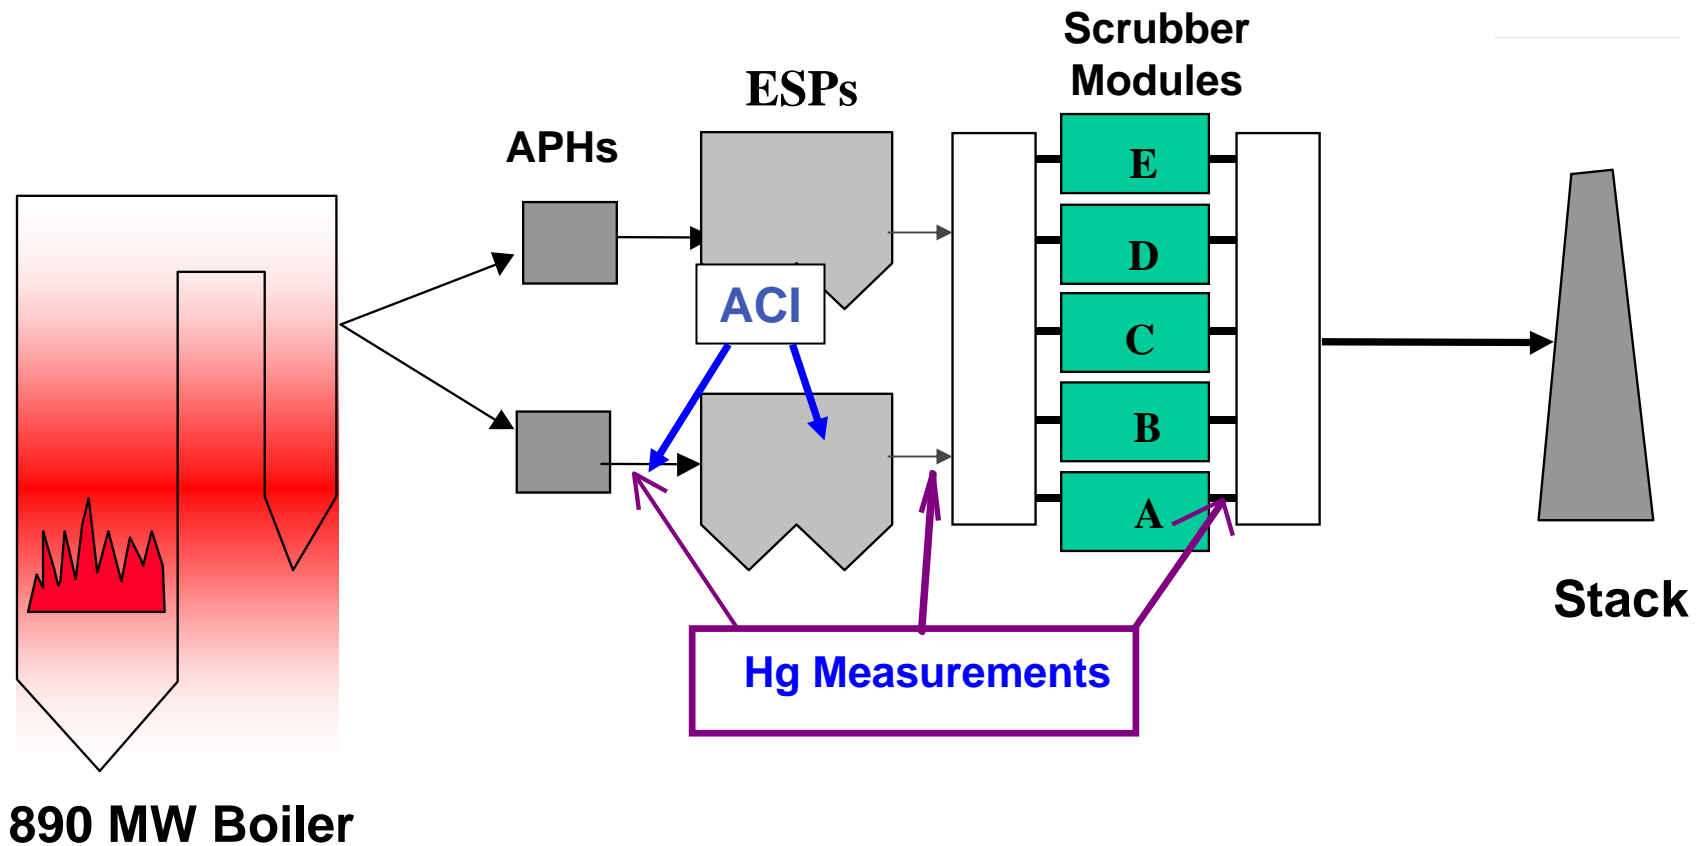 Scrubber
Modules
ESPs
APHs
E
D
ACI
C
B
A
Stack
Hg Measurements
890 MW Boiler